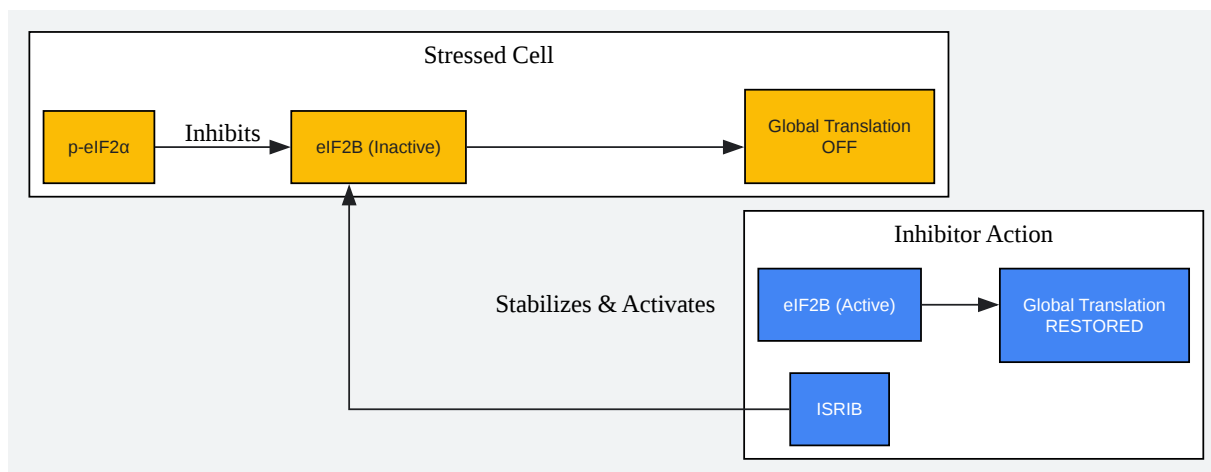 Stressed Cell
p-eIF2α
Inhibits
eIF2B (Inactive)
Global Translation
OFF
Inhibitor Action
Stabilizes & Activates
eIF2B (Active)
Global Translation
RESTORED
ISRIB